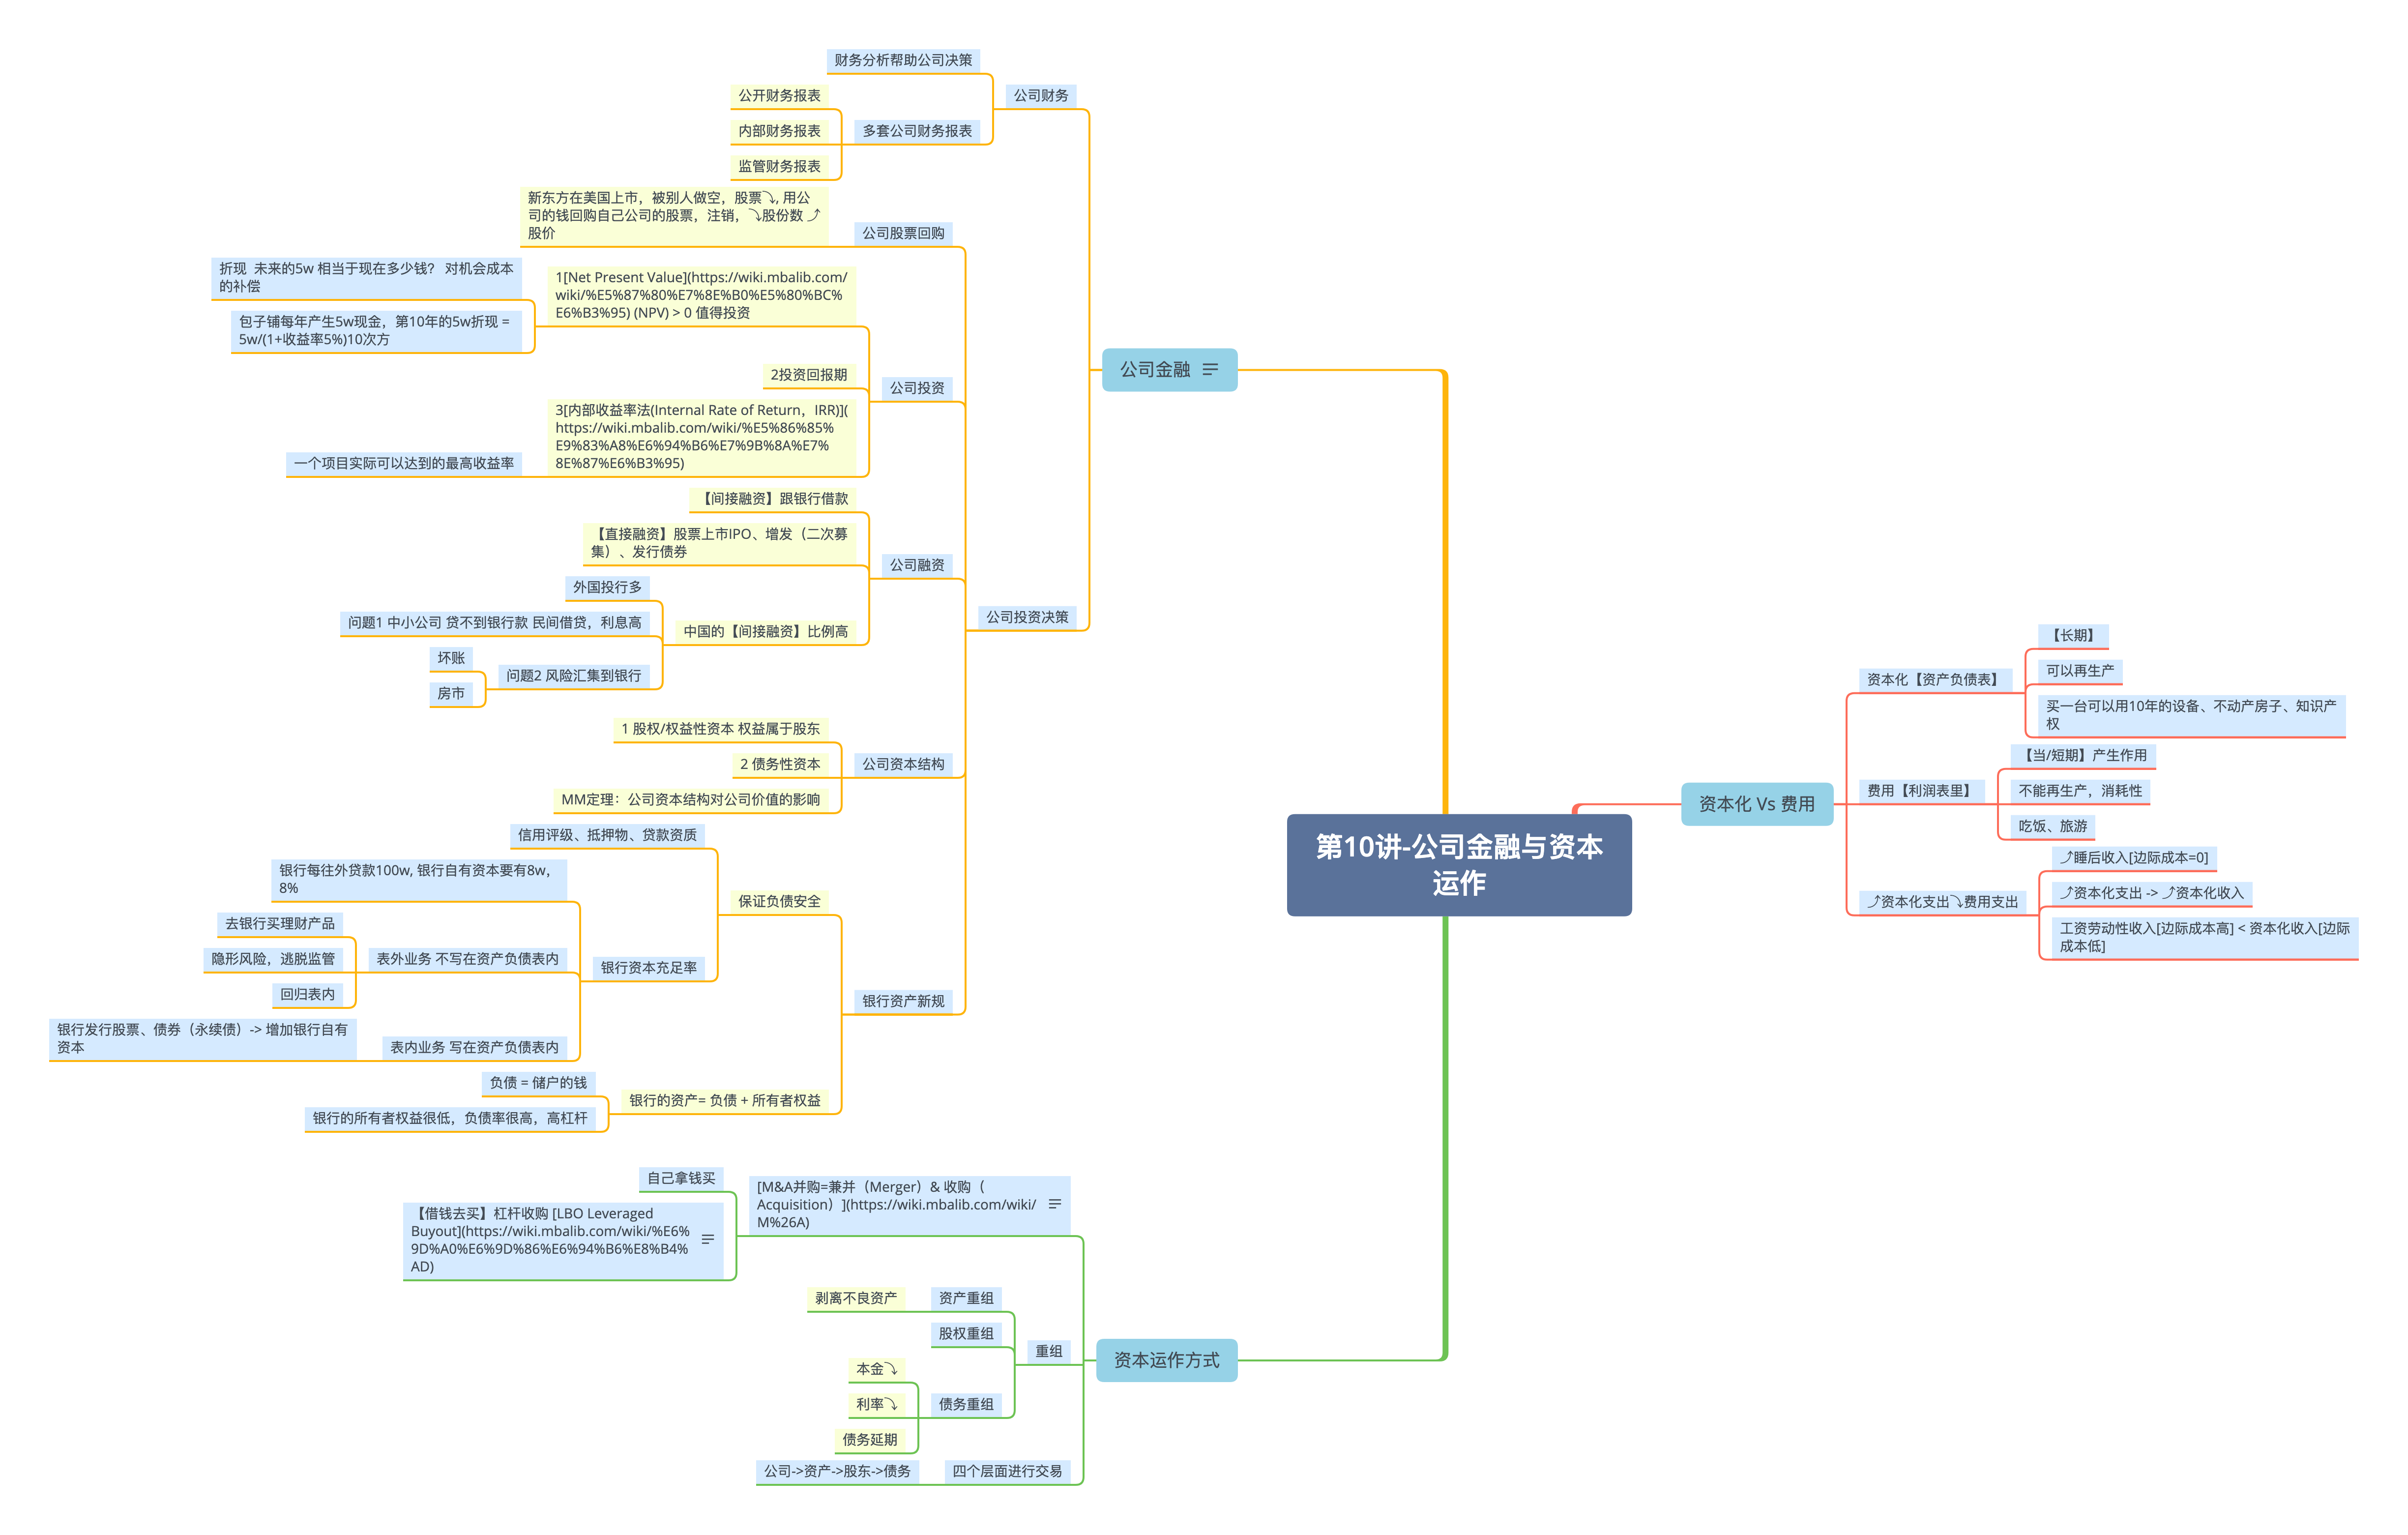 第10讲-公司金融与资本
运作
资本化 Vs 费用
资本化【资产负债表】
【长期】
可以再生产
买一台可以用10年的设备、不动产房子、知识产
权
费用【利润表里】
【当/短期】产生作用
不能再生产，消耗性
吃饭、旅游
⤴资本化支出⤵费用支出
⤴睡后收入[边际成本=0]
⤴资本化支出 -> ⤴资本化收入
工资劳动性收入[边际成本高] < 资本化收入[边际
成本低]
公司金融
公司财务
财务分析帮助公司决策
多套公司财务报表
公开财务报表
内部财务报表
监管财务报表
公司投资决策
公司股票回购
新东方在美国上市，被别人做空，股票⤵, 用公
司的钱回购自己公司的股票，注销，⤵股份数 ⤴
股价
公司投资
1[Net Present Value](https://wiki.mbalib.com/
wiki/%E5%87%80%E7%8E%B0%E5%80%BC%
E6%B3%95) (NPV) > 0 值得投资
折现 未来的5w 相当于现在多少钱？ 对机会成本
的补偿
包子铺每年产生5w现金，第10年的5w折现 =
5w/(1+收益率5%)10次方
2投资回报期
3[内部收益率法(Internal Rate of Return，IRR)](
https://wiki.mbalib.com/wiki/%E5%86%85%
E9%83%A8%E6%94%B6%E7%9B%8A%E7%
8E%87%E6%B3%95)
一个项目实际可以达到的最高收益率
公司融资
【间接融资】跟银行借款
【直接融资】股票上市IPO、增发（二次募
集）、发行债券
中国的【间接融资】比例高
外国投行多
问题1 中小公司 贷不到银行款 民间借贷，利息高
问题2 风险汇集到银行
坏账
房市
公司资本结构
1 股权/权益性资本 权益属于股东
2 债务性资本
MM定理：公司资本结构对公司价值的影响
银行资产新规
保证负债安全
信用评级、抵押物、贷款资质
银行资本充足率
银行每往外贷款100w, 银行自有资本要有8w，
8%
表外业务 不写在资产负债表内
去银行买理财产品
隐形风险，逃脱监管
回归表内
表内业务 写在资产负债表内
银行发行股票、债券（永续债）-> 增加银行自有
资本
银行的资产= 负债 + 所有者权益
负债 = 储户的钱
银行的所有者权益很低，负债率很高，高杠杆
资本运作方式
[M&A并购=兼并（Merger）& 收购（
Acquisition）](https://wiki.mbalib.com/wiki/
M%26A)
自己拿钱买
【借钱去买】杠杆收购 [LBO Leveraged
Buyout](https://wiki.mbalib.com/wiki/%E6%
9D%A0%E6%9D%86%E6%94%B6%E8%B4%
AD)
重组
资产重组
剥离不良资产
股权重组
债务重组
本金⤵
利率⤵
债务延期
四个层面进行交易
公司->资产->股东->债务